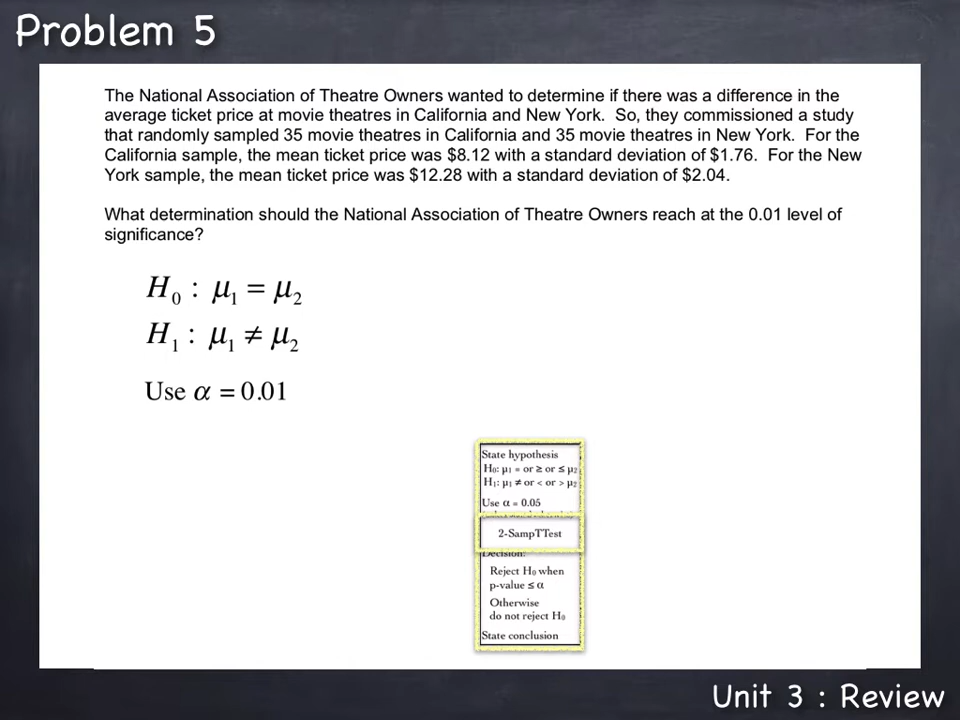 Problem 5
The National Association of Theatre Owners wanted to determine if there was a difference in the
average ticket price at movie theatres in California and New York.  So, they commissioned a study
that randomly sampled 35 movie theatres in California and 35 movie theatres in New York.  For the
California sample, the mean ticket price was $8.12 with a standard deviation of $1.76.  For the New
York sample, the mean ticket price was $12.28 with a standard deviation of $2.04.
What determination should the National Association of Theatre Owners reach at the 0.01 level of
significance?
H₀ : μ₁ = μ₂
H₁ : μ₁ ≠ μ₂
Use α = 0.01
State hypothesis
H₀: μ₁ = or ≥ or ≤ μ₂
H₁: μ₁ ≠ or < or > μ₂
Use α = 0.05
2-SampTTest
Decision:
Reject H₀ when
p-value ≤ α
Otherwise
do not reject H₀
State conclusion
Unit 3 : Review